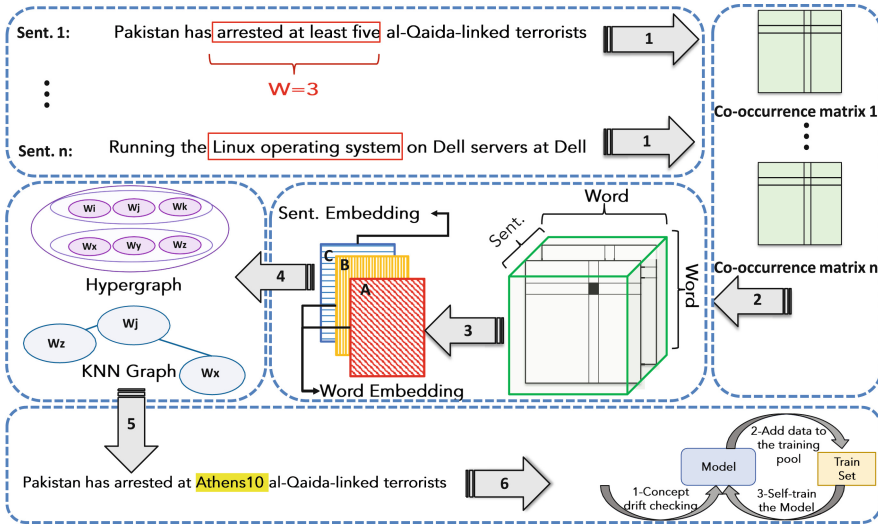 Sent. 1:
Pakistan has arrested at least five al-Qaida-linked terrorists
1
W=3
Co-occurrence matrix 1
Sent. n:
Running the Linux operating system on Dell servers at Dell
1
Co-occurrence matrix n
2
Word
Sent.
Word
3
Sent. Embedding
C
B
A
Word Embedding
4
Wi
Wj
Wk
Wx
Wy
Wz
Hypergraph
Wj
Wz
KNN Graph
Wx
5
Pakistan has arrested at Athens10 al-Qaida-linked terrorists
6
2-Add data to
the training
pool
Model
Train
Set
1-Concept
drift checking
3-Self-train
the Model